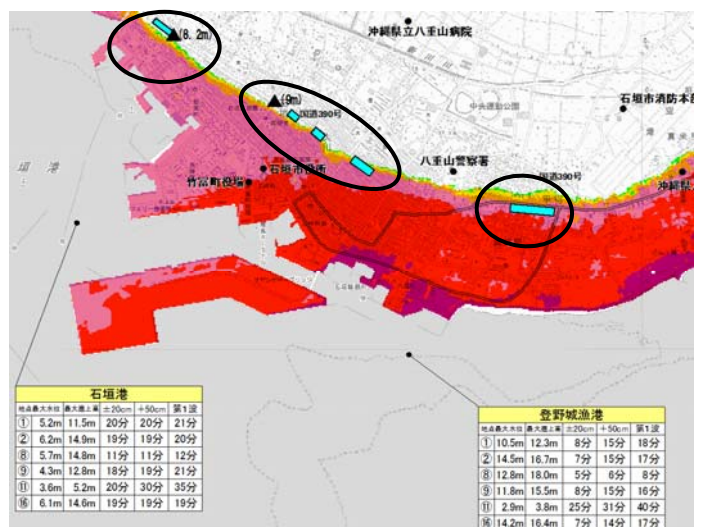 (8.2m)
沖縄県立八重山病院
(9m)
国道390号
中央運動公園
石垣市消防本部
八重山警察署
石垣市役所
竹富町役場
国道390号
沖縄県
垣 港
石垣港
地点 最大水位 最大遡上高 ±20cm +50cm 第1波
① 5.2m 11.5m 20分 20分 21分
② 6.2m 14.9m 19分 19分 20分
⑧ 5.7m 14.8m 11分 11分 12分
⑨ 4.3m 12.8m 18分 19分 21分
⑪ 3.6m 5.2m 20分 30分 35分
⑯ 6.1m 14.6m 19分 19分 19分
登野城漁港
地点 最大水位 最大遡上高 ±20cm +50cm 第1波
① 10.5m 12.3m 8分 15分 18分
② 14.5m 16.7m 7分 15分 17分
⑧ 12.8m 18.0m 5分 6分 8分
⑨ 11.8m 15.5m 8分 15分 16分
⑪ 2.9m 3.8m 25分 31分 40分
⑯ 14.2m 16.4m 7分 14分 17分